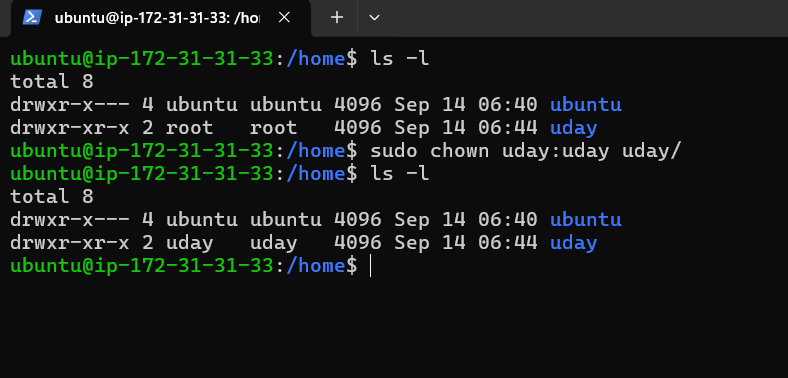 ubuntu@ip-172-31-31-33: /ho
ubuntu@ip-172-31-31-33:/home$ ls -l
total 8
drwxr-x--- 4 ubuntu ubuntu 4096 Sep 14 06:40 ubuntu
drwxr-xr-x 2 root   root   4096 Sep 14 06:44 uday
ubuntu@ip-172-31-31-33:/home$ sudo chown uday:uday uday/
ubuntu@ip-172-31-31-33:/home$ ls -l
total 8
drwxr-x--- 4 ubuntu ubuntu 4096 Sep 14 06:40 ubuntu
drwxr-xr-x 2 uday   uday   4096 Sep 14 06:44 uday
ubuntu@ip-172-31-31-33:/home$